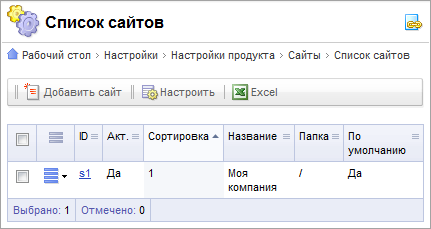 Список сайтов
Рабочий стол › Настройки › Настройки продукта › Сайты › Список сайтов
Добавить сайт Настроить Excel
ID Акт. Сортировка Название Папка По умолчанию
s1 Да 1 Моя компания / Да
Выбрано: 1 Отмечено: 0